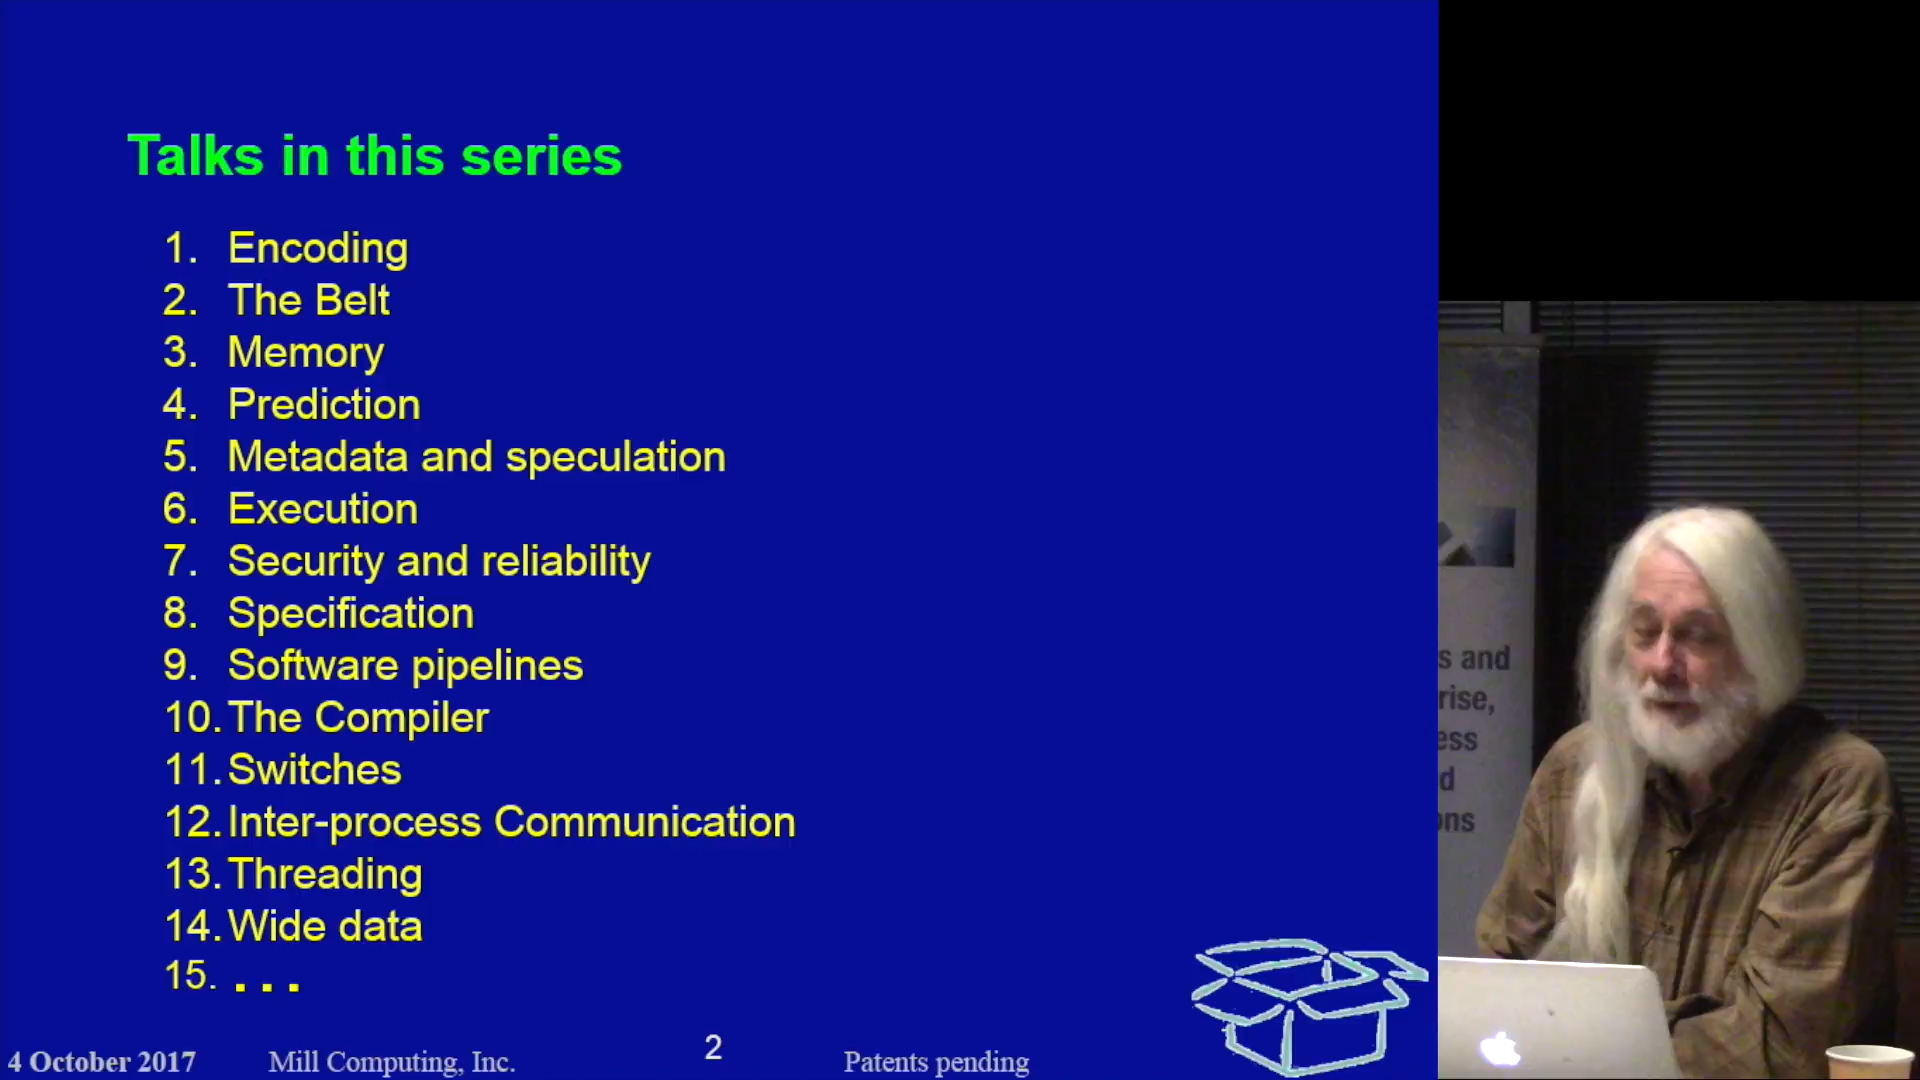 Talks in this series
1. Encoding
2. The Belt
3. Memory
4. Prediction
5. Metadata and speculation
6. Execution
7. Security and reliability
8. Specification
9. Software pipelines
10. The Compiler
11. Switches
12. Inter-process Communication
13. Threading
14. Wide data
15. ...
4 October 2017 Mill Computing, Inc. 2 Patents pending
s and
rise,
ess
d
ons